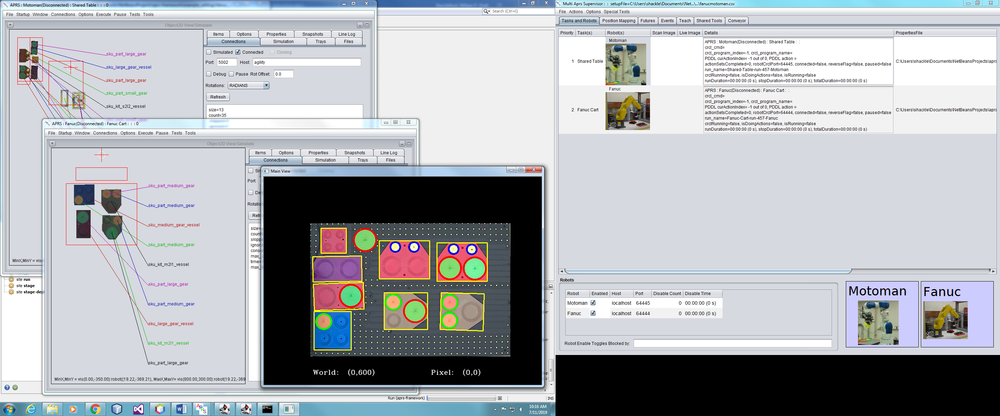 APRS : Motoman(Disconnected) : Shared Table : : : 0
File Startup Window Connections Options Execute Pause Tests Tools
Object2D View/Simulate
sku_part_large_gear
sku_large_gear_vessel
sku_part_large_gear
sku_part_small_gear
sku_kit_s2l2_vessel
Items Options Properties Snapshots Line Log
Connections Simulation Trays Files
Simulated Connected Cloning
Port: 5002 Host: agility
Debug Pause Rot Offset: 0.0
Rotations: RADIANS
Refresh
size=13
count=35
MinX,MinY = vis
Search (Ctrl+I)
APRS : Fanuc(Disconnected) : Fanuc Cart : : : 0
File Startup Window Connections Options Execute Pause Tests Tools
Object2D View/Simulate
sku_part_medium_gear
sku_part_medium_gear
sku_medium_gear_vessel
sku_part_medium_gear
sku_kit_m2l1_vessel
sku_part_large_gear
sku_part_medium_gear
sku_large_gear_vessel
sku_kit_m2l1_vessel
sku_part_large_gear
MinX,MinY = vis(0.00,-350.00):robot((19.22,-369.21), MaxX,MaxY= vis(800.00,300.00):robot(19.22,-369
Items Options Properties Snapshots Line Log
Connections Simulation Trays Files
Port:
De
Rotatio
Refr
size=
count
skipp
ignor
cons
max_
time=
max_
Main View
World: (0,600)
Pixel: (0,0)
site run
site stage
site stage-de
Run (aprs-framework)
INS
10:16 AM
7/11/2019
Multi Aprs Supervisor : : setupFile=C:\Users\shackle\Documents\Net...\...\fanucmotoman.csv
File Actions Options Special Tests
Tasks and Robots Position Mapping Futures Events Teach Shared Tools Conveyor
Priority Task(s) Robot(s) Scan Image Live Image Details PropertiesFile
1 Shared Table
Motoman
APRS : Motoman(Disconnected) : Shared Table : :
crcl_cmd=
crcl_program_index=-1, crcl_program_name=
PDDL curActionIndex= -1 out of 0, PDDL action =
actionSetsCompleted=0, robotCrclPort=64445, connected=false, reverseFlag=false, paused=false
run_name=Shared-Table-run-457-Motoman
crclRunning=false, isDoingActions=false, isRunning=false
runDuration=00:00:00 (0 s), stopDuration=00:00:00 (0 s), totalDuration=00:00:00 (0 s)
C:\Users\shackle\Documents\NetBeansProjects\aprs
2 Fanuc Cart
Fanuc
APRS : Fanuc(Disconnected) : Fanuc Cart : :
crcl_cmd=
crcl_program_index=-1, crcl_program_name=
PDDL curActionIndex= -1 out of 0, PDDL action =
actionSetsCompleted=0, robotCrclPort=64444, connected=false, reverseFlag=false, paused=false
run_name=Fanuc-Cart-run-457-Fanuc
crclRunning=false, isDoingActions=false, isRunning=false
runDuration=00:00:00 (0 s), stopDuration=00:00:00 (0 s), totalDuration=00:00:00 (0 s)
C:\Users\shackle\Documents\NetBeansProjects\aprs
Robots
Robot Enabled Host Port Disable Count Disable Time
Motoman localhost 64445 0 00:00:00 (0 s)
Fanuc localhost 64444 0 00:00:00 (0 s)
Robot Enable Toggles Blocked by:
Motoman
Fanuc